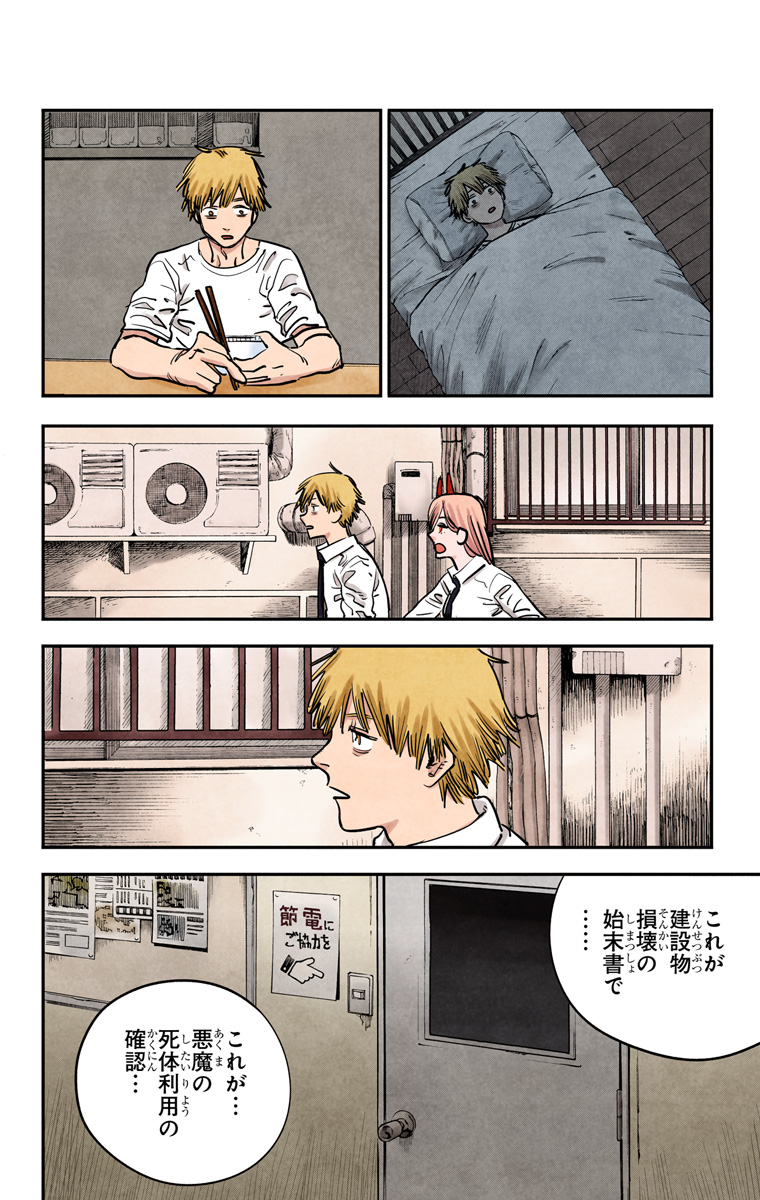 これが
建設物
損壊の
始末書で
……
節電に
ご協力を
これが…
悪魔の
死体利用の
確認…